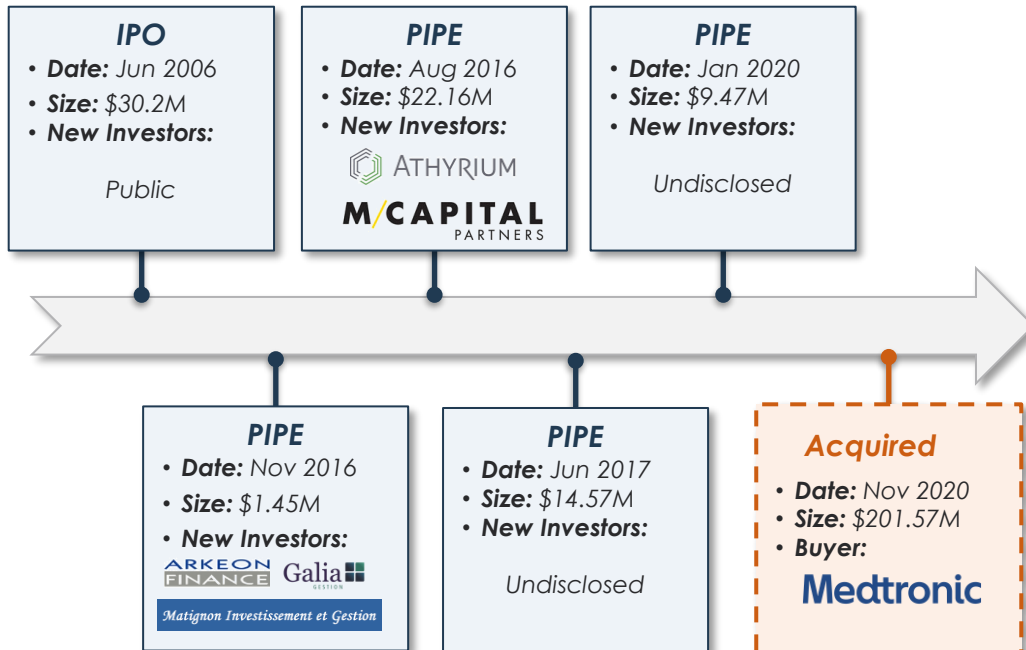 IPO
• Date: Jun 2006
• Size: $30.2M
• New Investors:
Public
PIPE
• Date: Aug 2016
• Size: $22.16M
• New Investors:
ATHYRIUM
M/CAPITAL
PARTNERS
PIPE
• Date: Jan 2020
• Size: $9.47M
• New Investors:
Undisclosed
PIPE
• Date: Nov 2016
• Size: $1.45M
• New Investors:
ARKEON
FINANCE
Galia
GESTION
Matignon Investissement et Gestion
PIPE
• Date: Jun 2017
• Size: $14.57M
• New Investors:
Undisclosed
Acquired
• Date: Nov 2020
• Size: $201.57M
• Buyer:
Medtronic